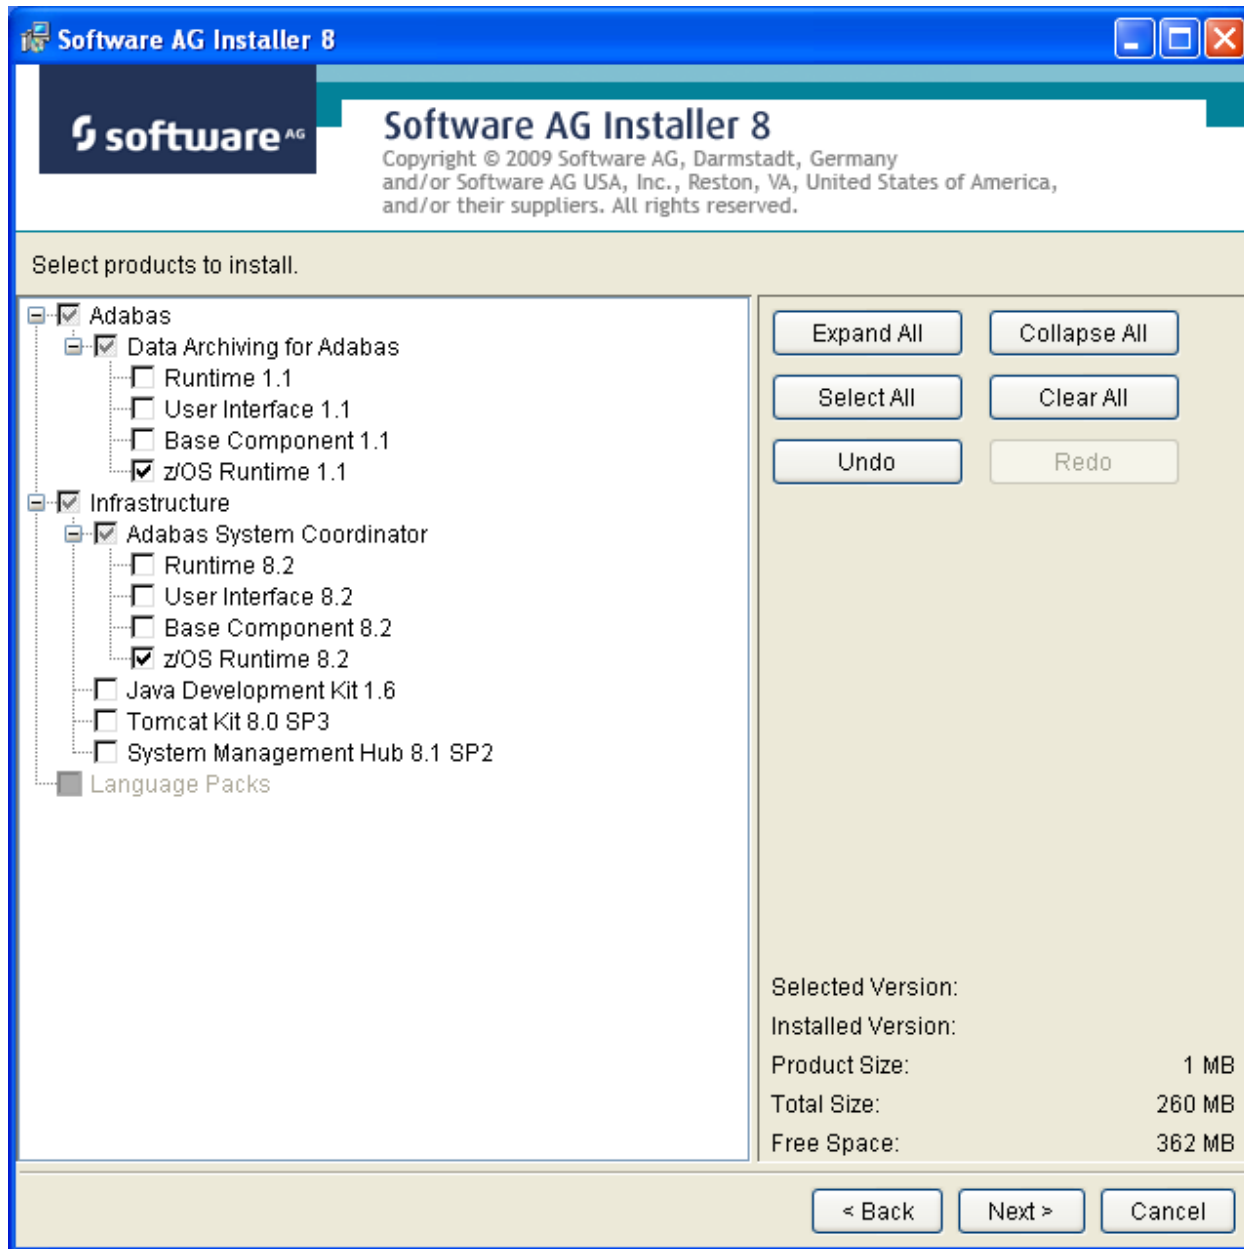 Software AG Installer 8
software AG
Software AG Installer 8
Copyright © 2009 Software AG, Darmstadt, Germany
and/or Software AG USA, Inc., Reston, VA, United States of America,
and/or their suppliers. All rights reserved.
Select products to install.
Adabas
Data Archiving for Adabas
Runtime 1.1
User Interface 1.1
Base Component 1.1
z/OS Runtime 1.1
Infrastructure
Adabas System Coordinator
Runtime 8.2
User Interface 8.2
Base Component 8.2
z/OS Runtime 8.2
Java Development Kit 1.6
Tomcat Kit 8.0 SP3
System Management Hub 8.1 SP2
Language Packs
Expand All Collapse All
Select All Clear All
Undo Redo
Selected Version:
Installed Version:
Product Size: 1 MB
Total Size: 260 MB
Free Space: 362 MB
< Back Next > Cancel